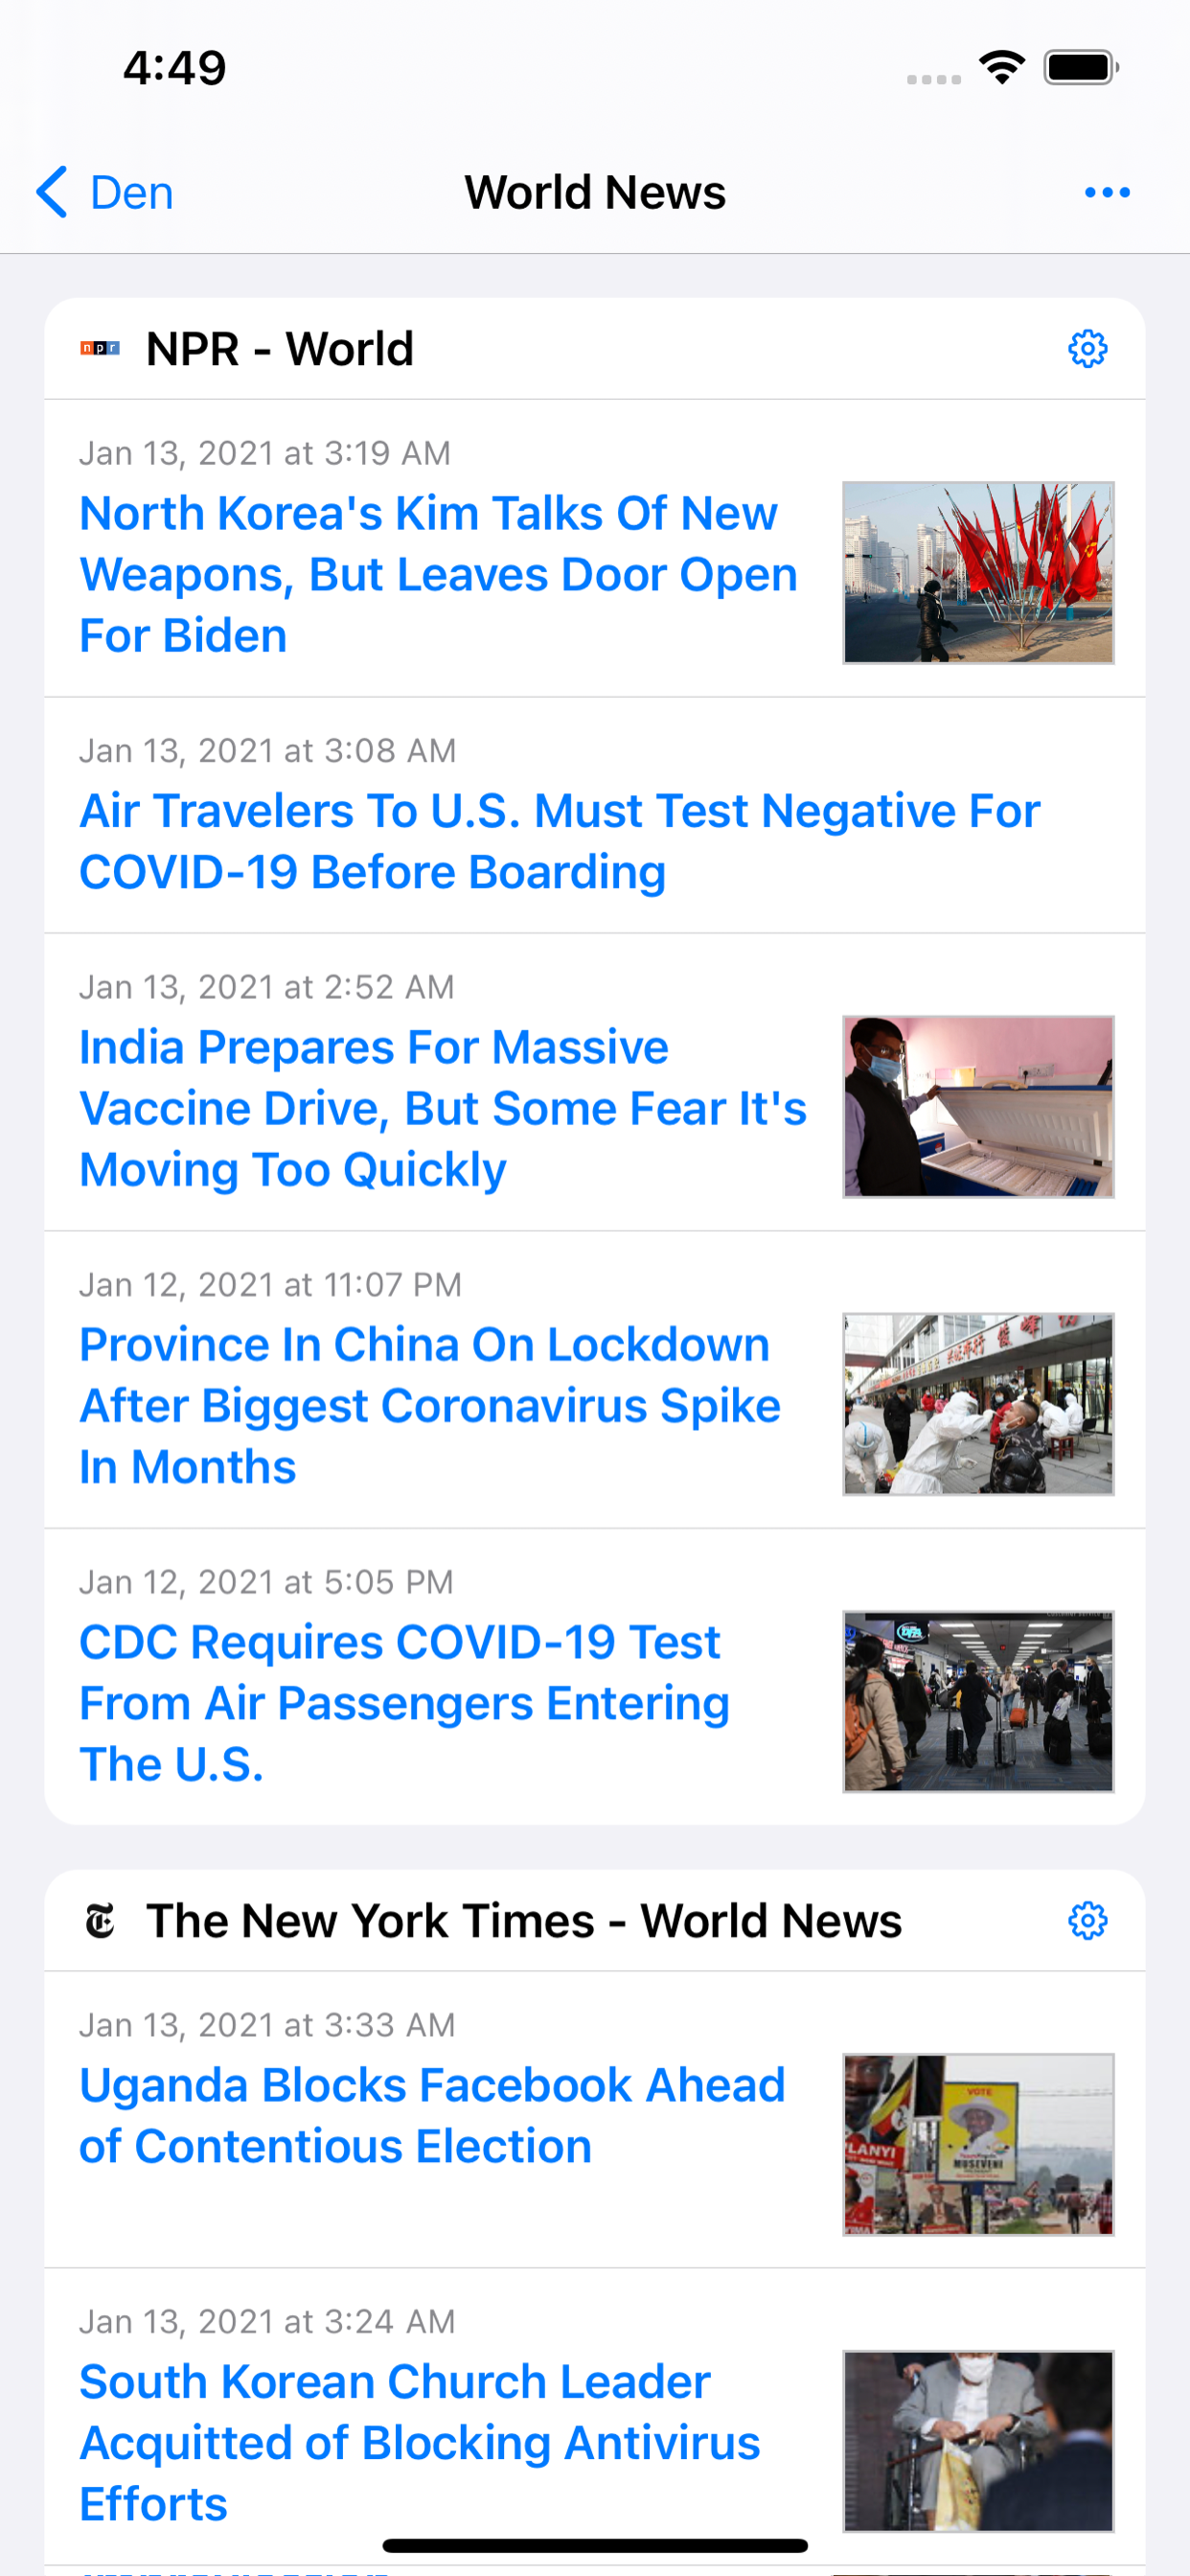 4:49
Den
World News
npr
NPR - World
Jan 13, 2021 at 3:19 AM
North Korea's Kim Talks Of New
Weapons, But Leaves Door Open
For Biden
Jan 13, 2021 at 3:08 AM
Air Travelers To U.S. Must Test Negative For
COVID-19 Before Boarding
Jan 13, 2021 at 2:52 AM
India Prepares For Massive
Vaccine Drive, But Some Fear It's
Moving Too Quickly
Jan 12, 2021 at 11:07 PM
Province In China On Lockdown
After Biggest Coronavirus Spike
In Months
Jan 12, 2021 at 5:05 PM
CDC Requires COVID-19 Test
From Air Passengers Entering
The U.S.
The New York Times - World News
Jan 13, 2021 at 3:33 AM
Uganda Blocks Facebook Ahead
of Contentious Election
VOTE
LANYI
MUSEVENI
Jan 13, 2021 at 3:24 AM
South Korean Church Leader
Acquitted of Blocking Antivirus
Efforts